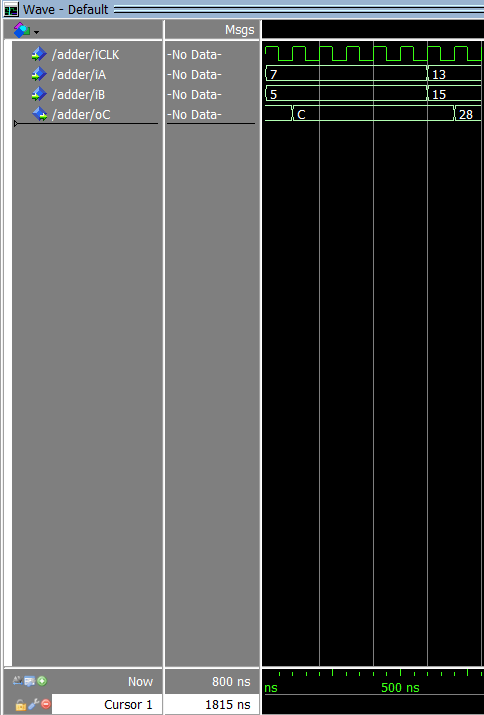 Wave - Default
Msgs
/adder/iCLK -No Data-
/adder/iA -No Data- 7 13
/adder/iB -No Data- 5 15
/adder/oC -No Data- C 28
Now 800 ns ns 500 ns
Cursor 1 1815 ns